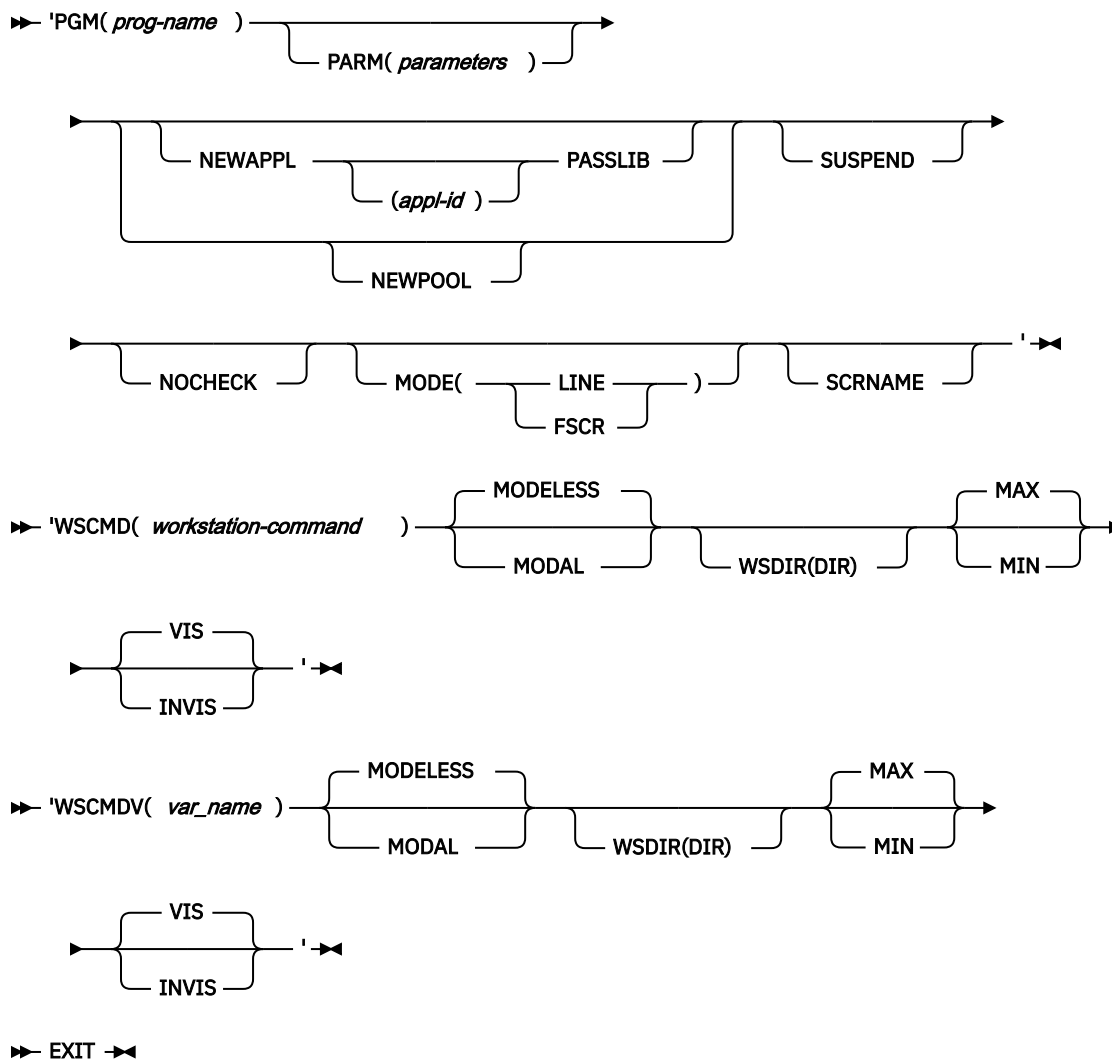 'PGM( prog-name )
PARM( parameters )
NEWAPPL PASSLIB
(appl-id )
SUSPEND
NEWPOOL
NOCHECK
MODE( LINE )
FSCR
SCRNAME
'
'WSCMD( workstation-command )
MODELESS
MODAL
WSDIR(DIR)
MAX
MIN
VIS
INVIS
'
'WSCMDV( var_name )
MODELESS
MODAL
WSDIR(DIR)
MAX
MIN
VIS
INVIS
'
EXIT